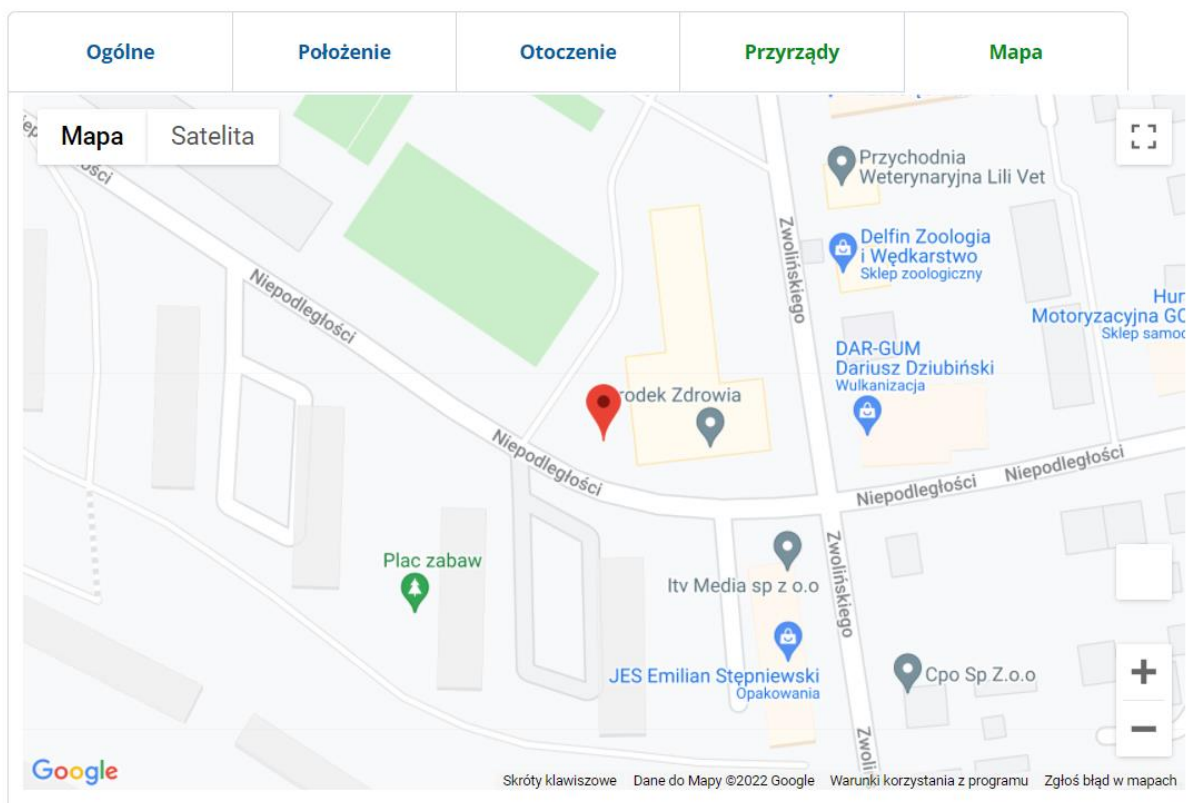 Ogólne Położenie Otoczenie Przyrządy Mapa
Mapa Satelita
Przychodnia
Weterynaryjna Lili Vet
Zwolińskiego
Delfin Zoologia
i Wędkarstwo
Sklep zoologiczny
Niepodległości
Motoryzacyjna
DAR-GUM
Dariusz Dziubiński
Wulkanizacja
Zdrowia
Niepodległości
Niepodległości
Niepodległości
Plac zabaw
Itv Media sp z o.o
Zwolińskiego
JES Emilian Stępniewski
Opakowania
Cpo Sp Z.o.o
Google
Skróty klawiszowe Dane do Mapy ©2022 Google Warunki korzystania z programu Zgłoś błąd w mapach